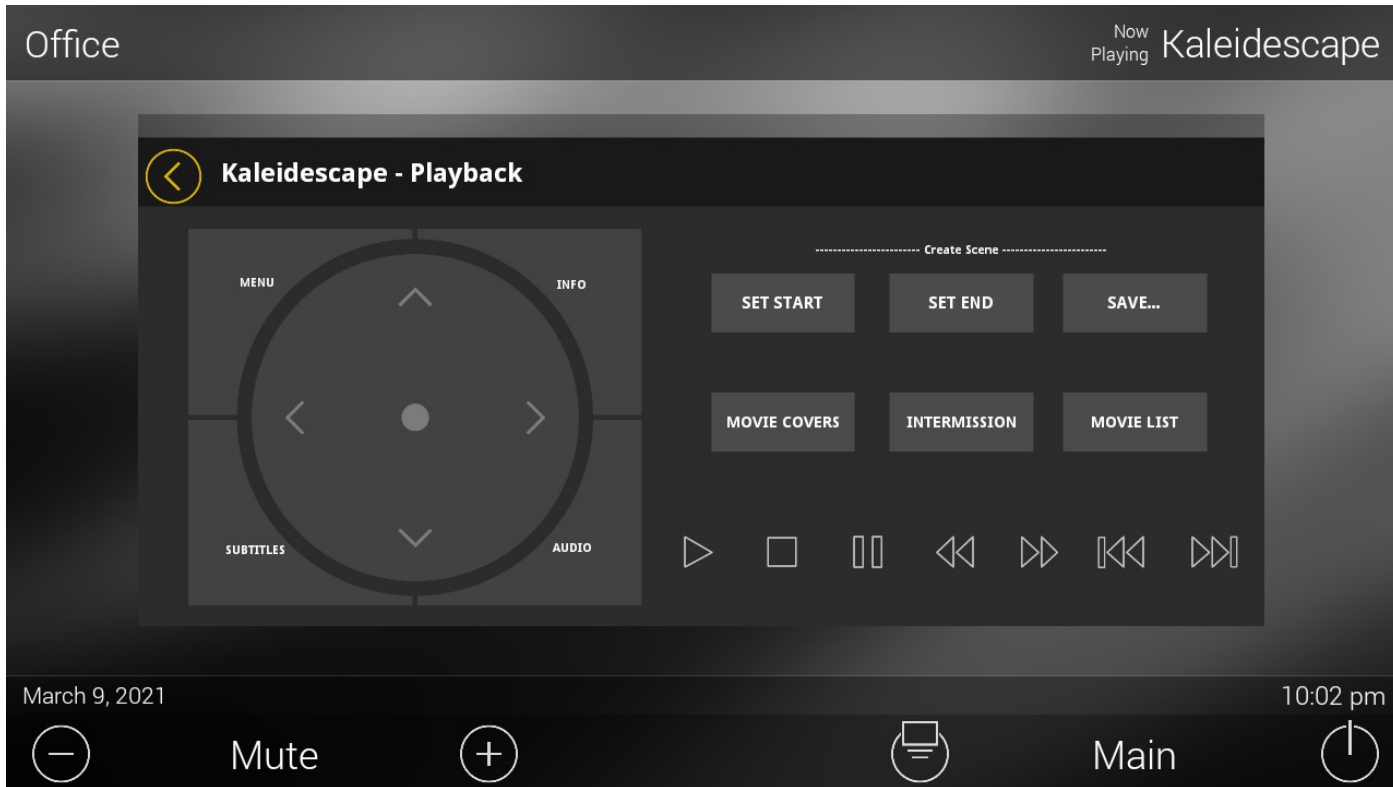 Office
Now Playing Kaleidescape
Kaleidescape - Playback
MENU
INFO
SUBTITLES
AUDIO
----------------------- Create Scene -----------------------
SET START
SET END
SAVE...
MOVIE COVERS
INTERMISSION
MOVIE LIST
March 9, 2021
10:02 pm
Mute
Main